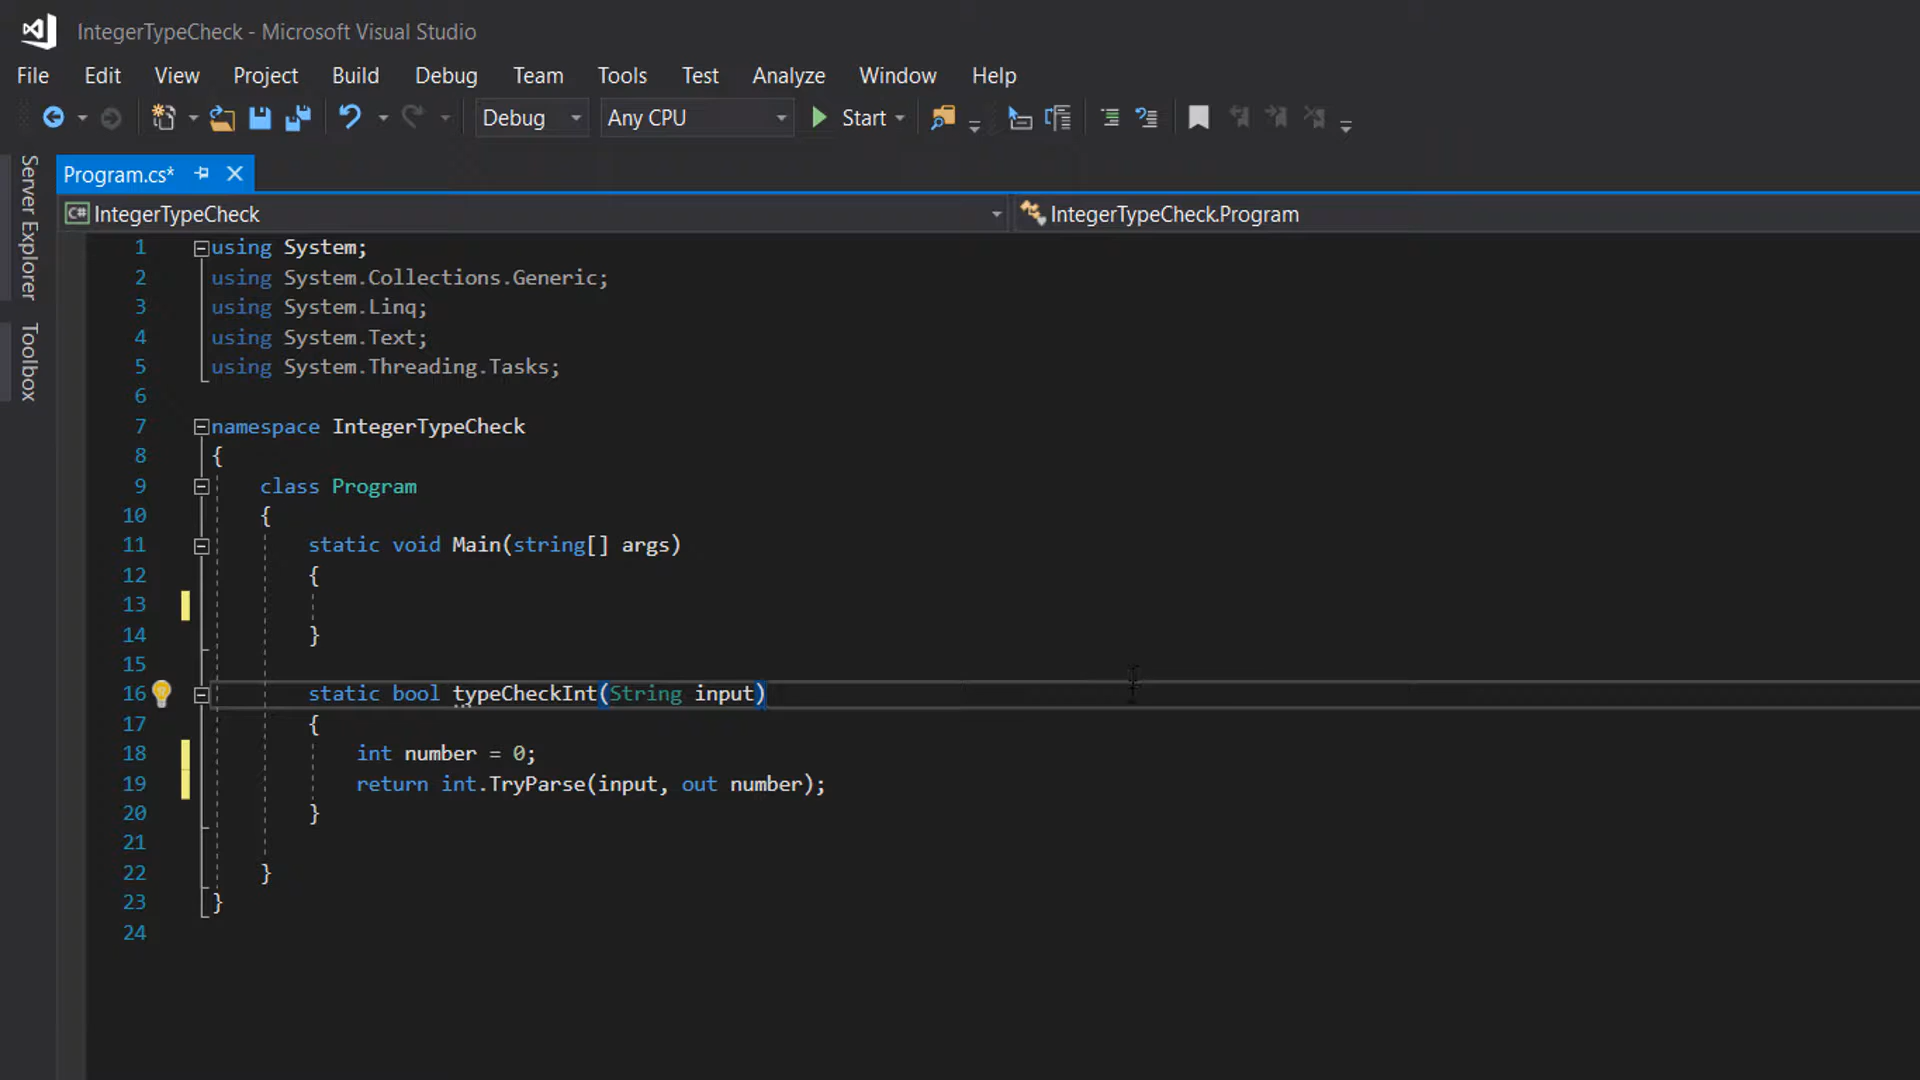 IntegerTypeCheck - Microsoft Visual Studio
File Edit View Project Build Debug Team Tools Test Analyze Window Help
Debug Any CPU Start
Server Explorer
Toolbox
Program.cs*
C# IntegerTypeCheck IntegerTypeCheck.Program
1 using System;
2 using System.Collections.Generic;
3 using System.Linq;
4 using System.Text;
5 using System.Threading.Tasks;
6
7 namespace IntegerTypeCheck
8 {
9 class Program
10 {
11 static void Main(string[] args)
12 {
13
14 }
15
16 static bool typeCheckInt(String input)
17 {
18 int number = 0;
19 return int.TryParse(input, out number);
20 }
21
22 }
23 }
24